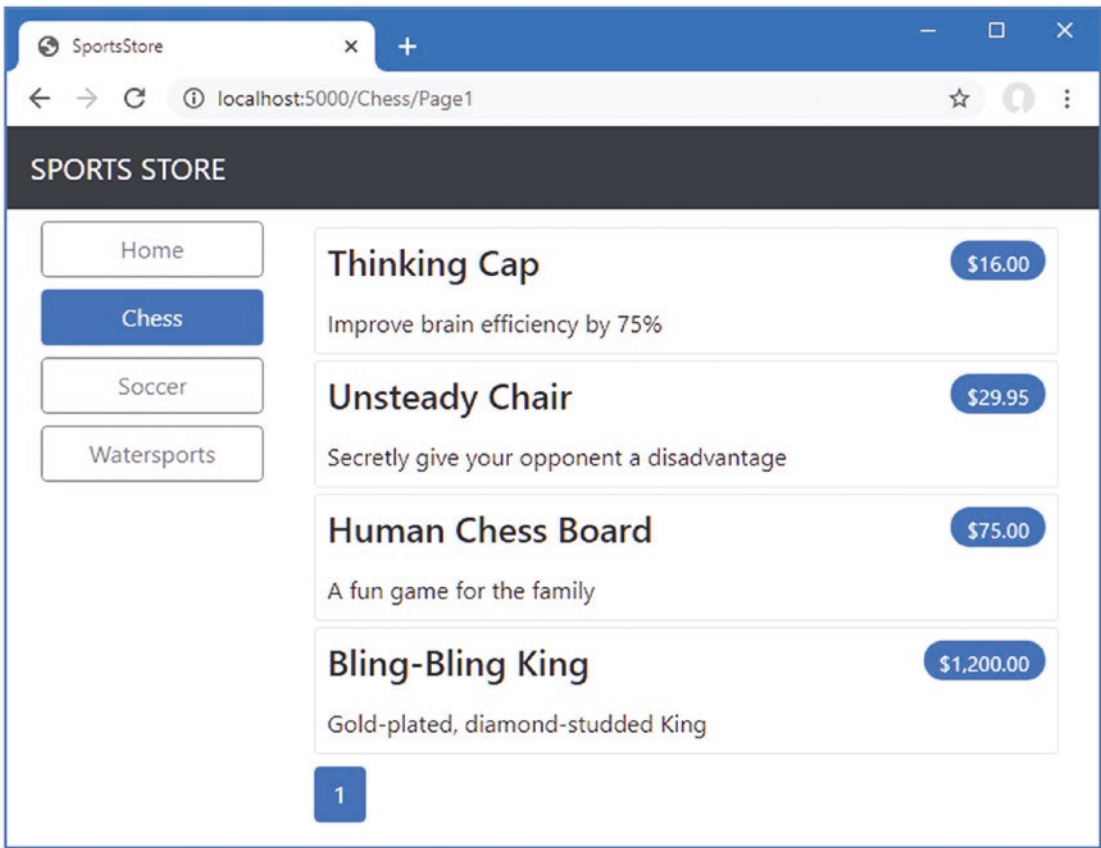 SportsStore
localhost:5000/Chess/Page1
SPORTS STORE
Home
Chess
Soccer
Watersports
Thinking Cap
$16.00
Improve brain efficiency by 75%
Unsteady Chair
$29.95
Secretly give your opponent a disadvantage
Human Chess Board
$75.00
A fun game for the family
Bling-Bling King
$1,200.00
Gold-plated, diamond-studded King
1